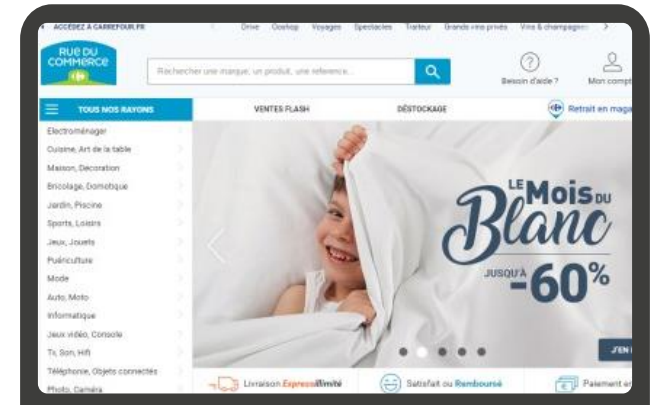 ACCÉDEZ À CARREFOUR.FR
Drive Ooshop Voyages Spectacles Traiteur Grands vins privés Vins & champagnes
RUE DU
COMMERCE
Rechercher une marque, un produit, une référence...
Besoin d'aide ?
Mon compt
TOUS NOS RAYONS
VENTES FLASH
DÉSTOCKAGE
Retrait en maga
Electroménager
Cuisine, Art de la table
Maison, Décoration
Bricolage, Domotique
Jardin, Piscine
Sports, Loisirs
Jeux, Jouets
Puériculture
Mode
Auto, Moto
Informatique
Jeux vidéo, Console
Tv, Son, Hifi
Téléphonie, Objets connectés
Photo, Caméra
LE MOIS DU
Blanc
JUSQU'À
-60%
J'EN
Livraison Express illimité
Satisfait ou Remboursé
Paiement en